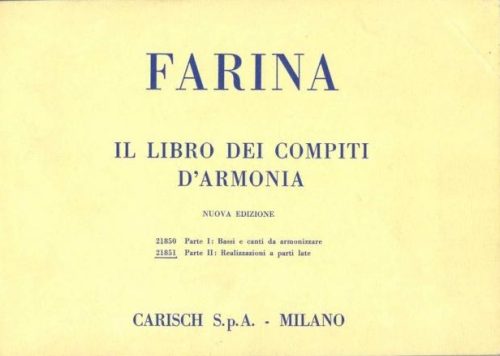 FARINA
IL LIBRO DEI COMPITI
D'ARMONIA
NUOVA EDIZIONE
21850 Parte I: Bassi e canti da armonizzare
21851 Parte II: Realizzazioni a parti late
CARISCH S.p.A. - MILANO